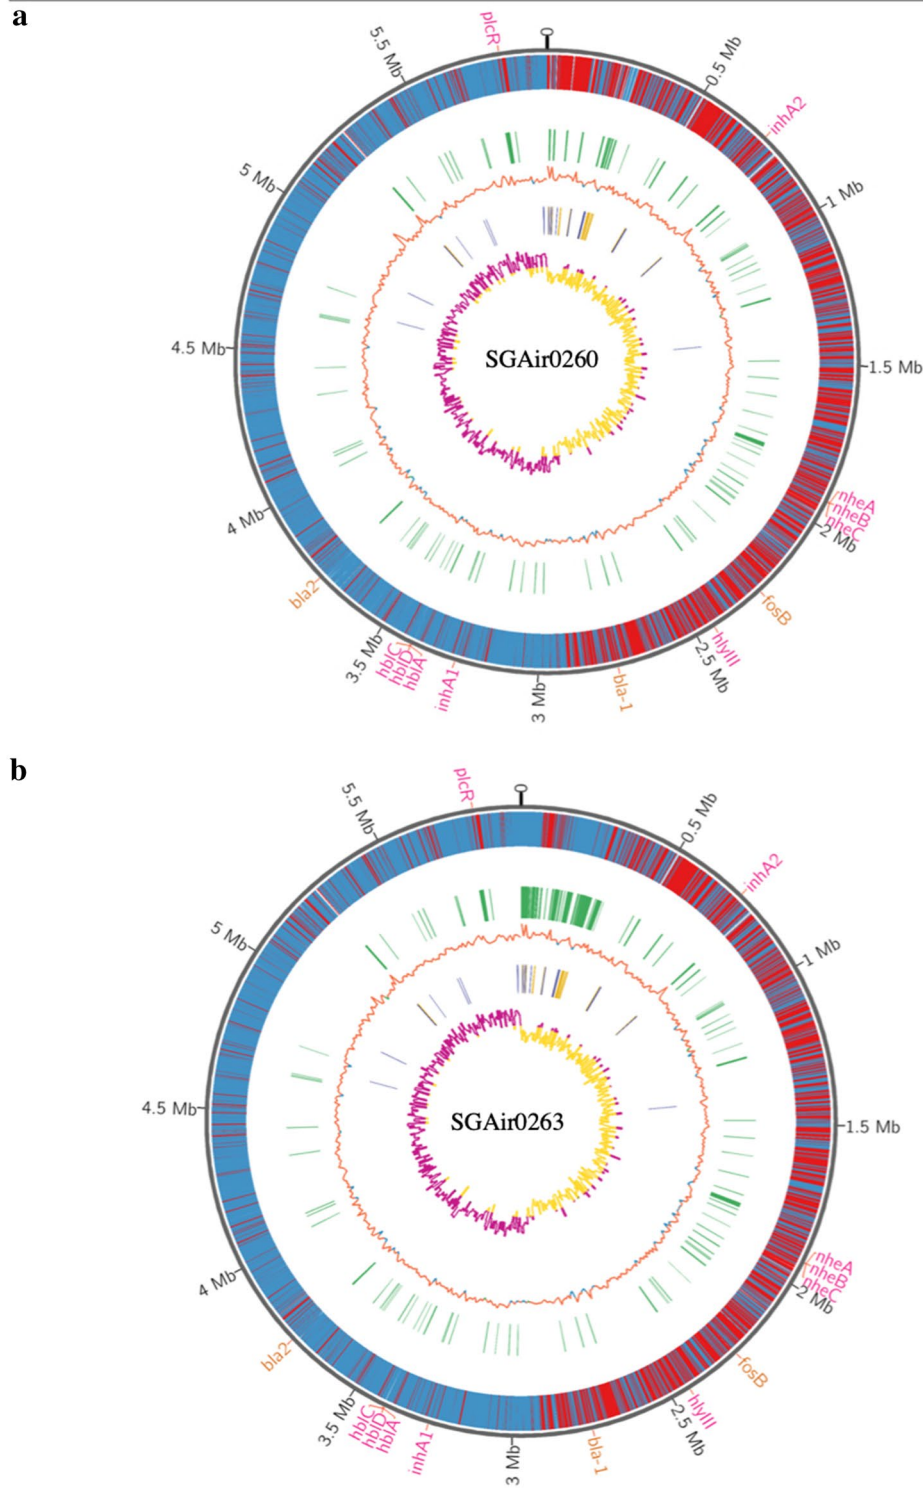 a
0
0.5 Mb
inhA2
1 Mb
1.5 Mb
nheA
nheB
nheC
2 Mb
fosB
hlyIII
2.5 Mb
bla-1
3 Mb
inhA1
hblA
hblD
hblC
3.5 Mb
bla2
4 Mb
4.5 Mb
5 Mb
5.5 Mb
plcR
SGAir0260
b
0
0.5 Mb
inhA2
1 Mb
1.5 Mb
nheA
nheB
nheC
2 Mb
fosB
hlyIII
2.5 Mb
bla-1
3 Mb
inhA1
hblA
hblD
hblC
3.5 Mb
bla2
4 Mb
4.5 Mb
5 Mb
5.5 Mb
plcR
SGAir0263